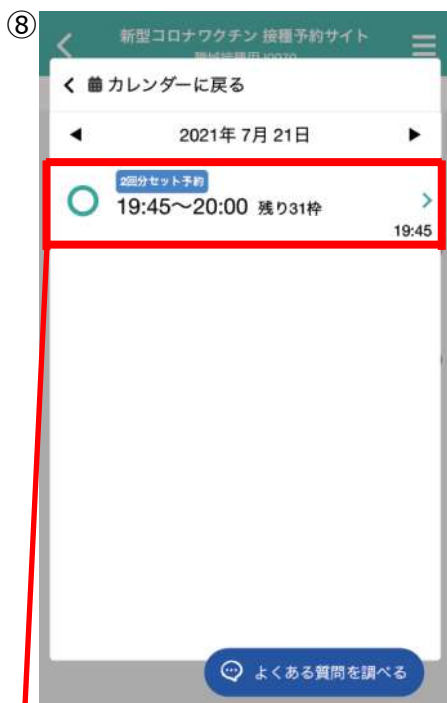 ⑧
新型コロナワクチン 接種予約サイト
カレンダーに戻る
2021年 7月 21日
2回分セット予約
19:45～20:00 残り31枠
19:45
よくある質問を調べる